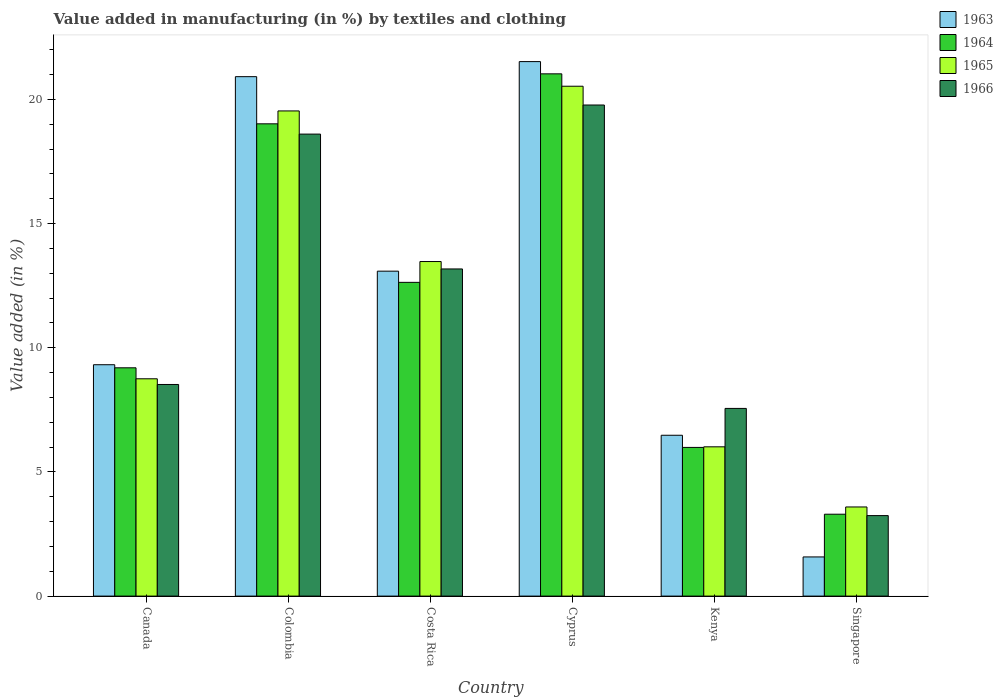 Value added in manufacturing (in %) by textiles and clothing
1963
1964
1965
1966
Value added (in %)
20
15
10
5
0
Canada
Colombia
Costa Rica
Cyprus
Kenya
Singapore
Country